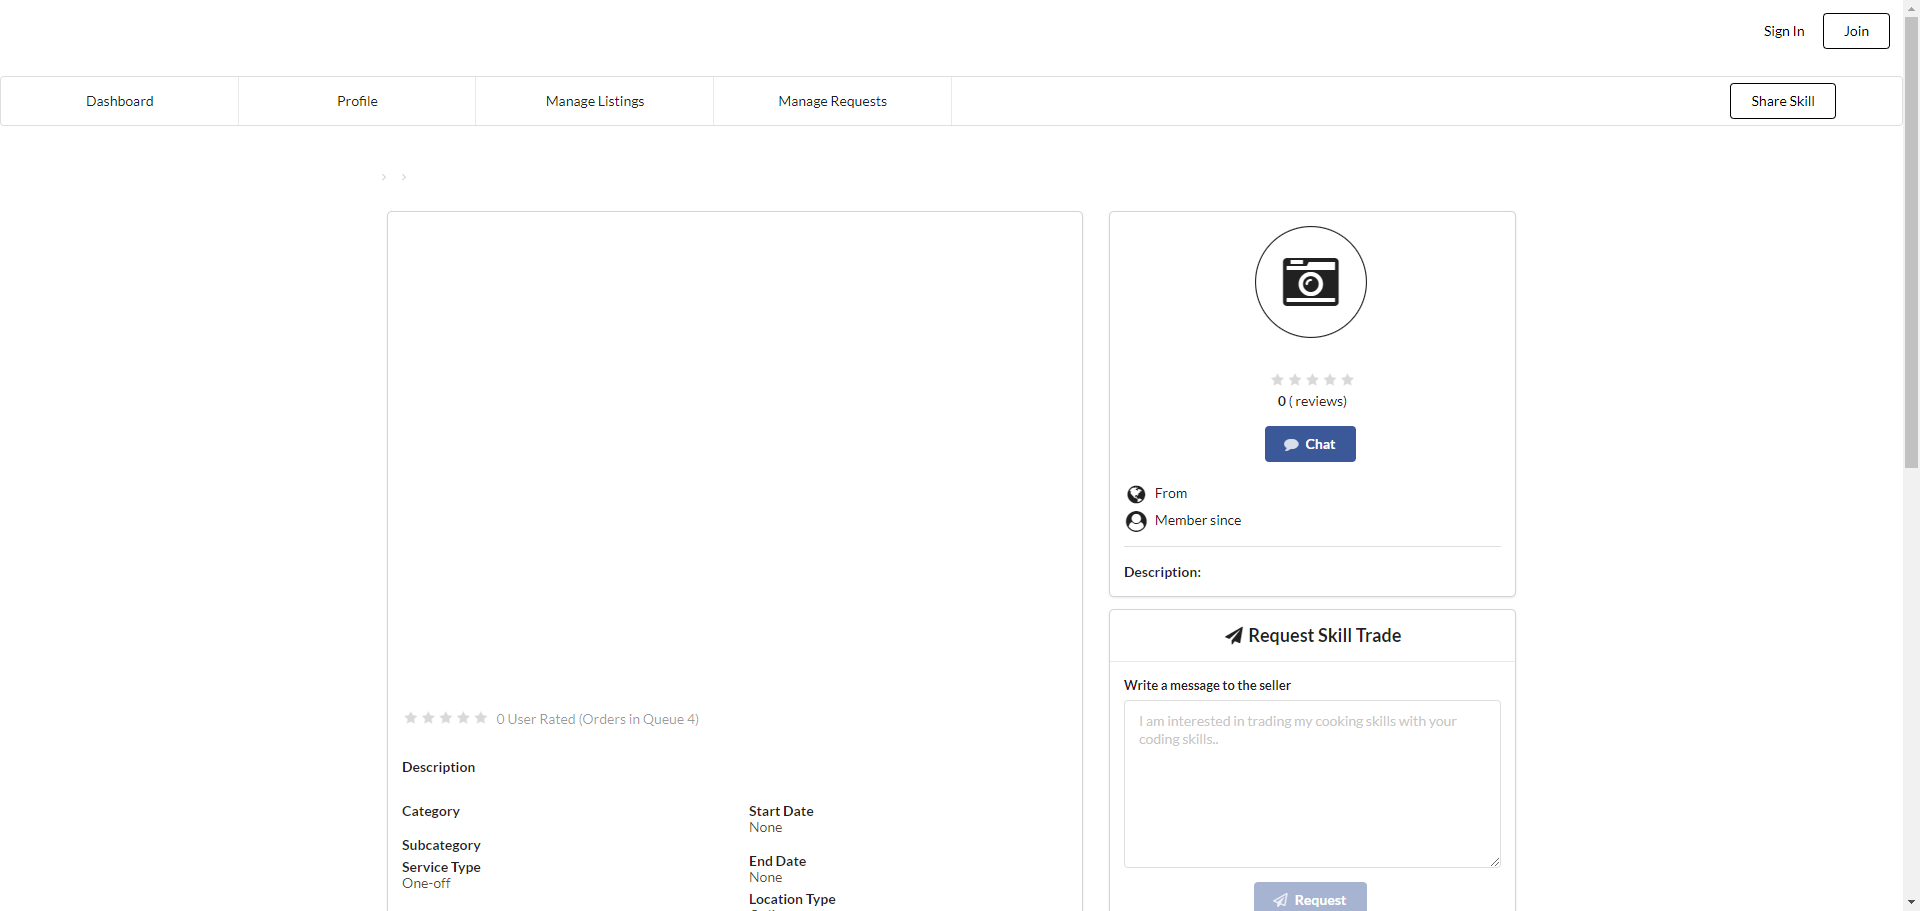 Sign In
Join
Dashboard
Profile
Manage Listings
Manage Requests
Share Skill
0 User Rated (Orders in Queue 4)
Description
Category
Subcategory
Service Type
One-off
Start Date
None
End Date
None
Location Type
0 ( reviews)
Chat
From
Member since
Description:
Request Skill Trade
Write a message to the seller
I am interested in trading my cooking skills with your
coding skills..
Request